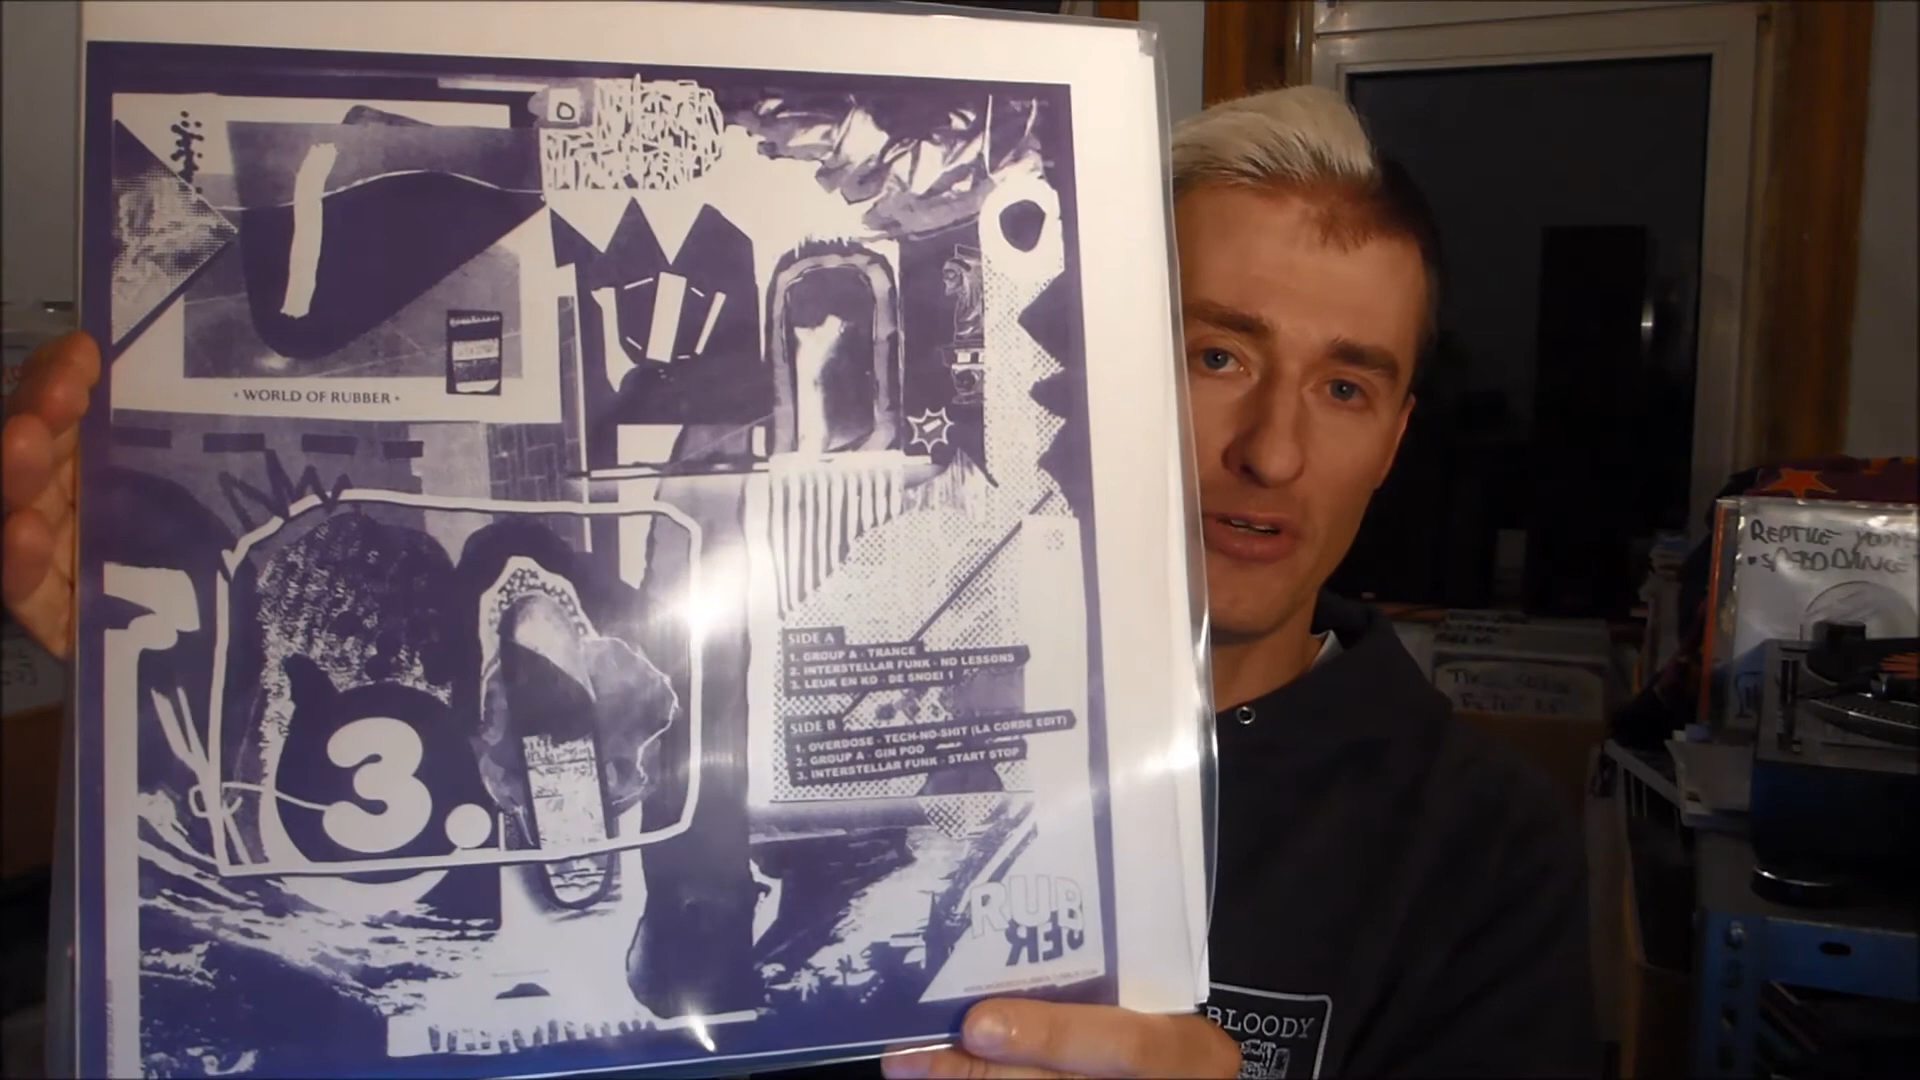 • WORLD OF RUBBER •
3.
SIDE A
1. GROUP A - TRANCE
2. INTERSTELLAR FUNK - NO LESSONS
3. LEUK EN KO - DE SNOEI 1
SIDE B
1. OVERDOSE - TECH-NO-SHIT (LA CORDE EDIT)
2. GROUP A - GIN POO
3. INTERSTELLAR FUNK - START STOP
RUB
BER
BLOODY
REPTILE
DANCE